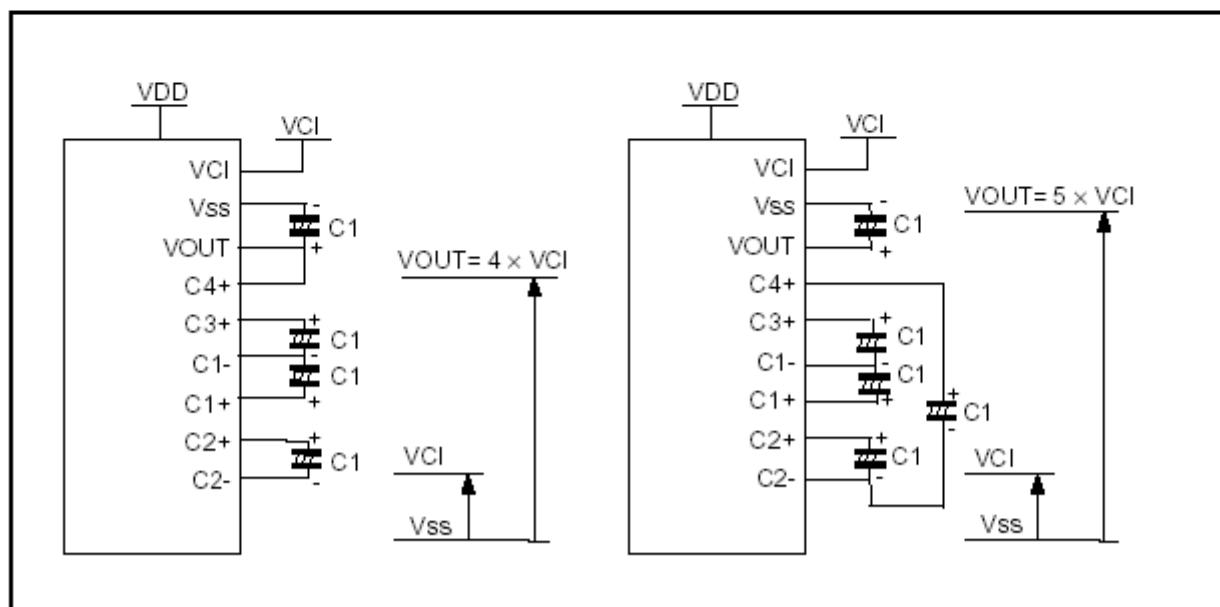 VDD
VCI
VCI
Vss
-
C1
VOUT
+
C4+
C3+
+
C1
C1-
-
C1
C1+
+
C2+
+
C1
C2-
-
VOUT= 4 × VCI
VCI
Vss
VDD
VCI
VCI
Vss
-
C1
VOUT
+
C4+
C3+
+
C1
C1-
-
C1
C1+
+
+
C1
-
C2+
+
C1
C2-
-
VOUT= 5 × VCI
VCI
Vss